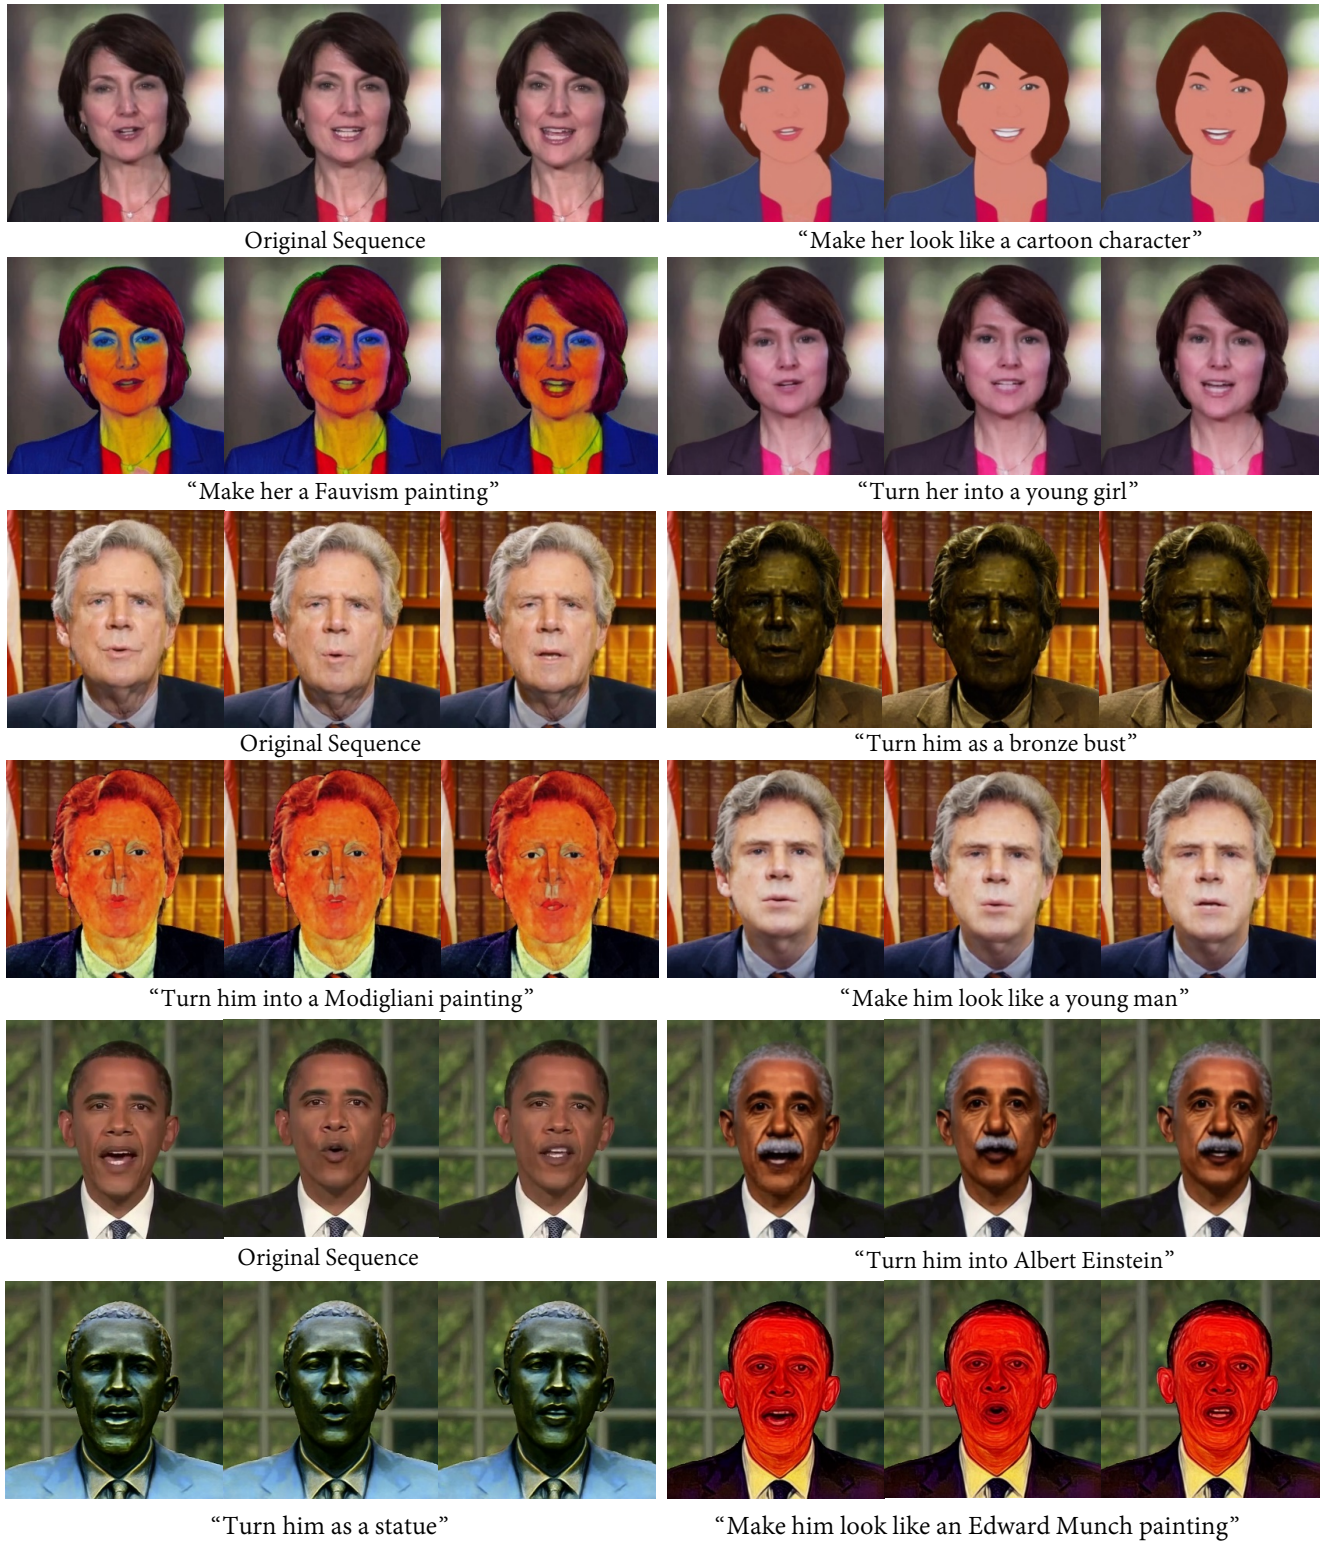 Original Sequence
“Make her look like a cartoon character”
“Make her a Fauvism painting”
“Turn her into a young girl”
Original Sequence
“Turn him as a bronze bust”
“Turn him into a Modigliani painting”
“Make him look like a young man”
Original Sequence
“Turn him into Albert Einstein”
“Turn him as a statue”
“Make him look like an Edward Munch painting”